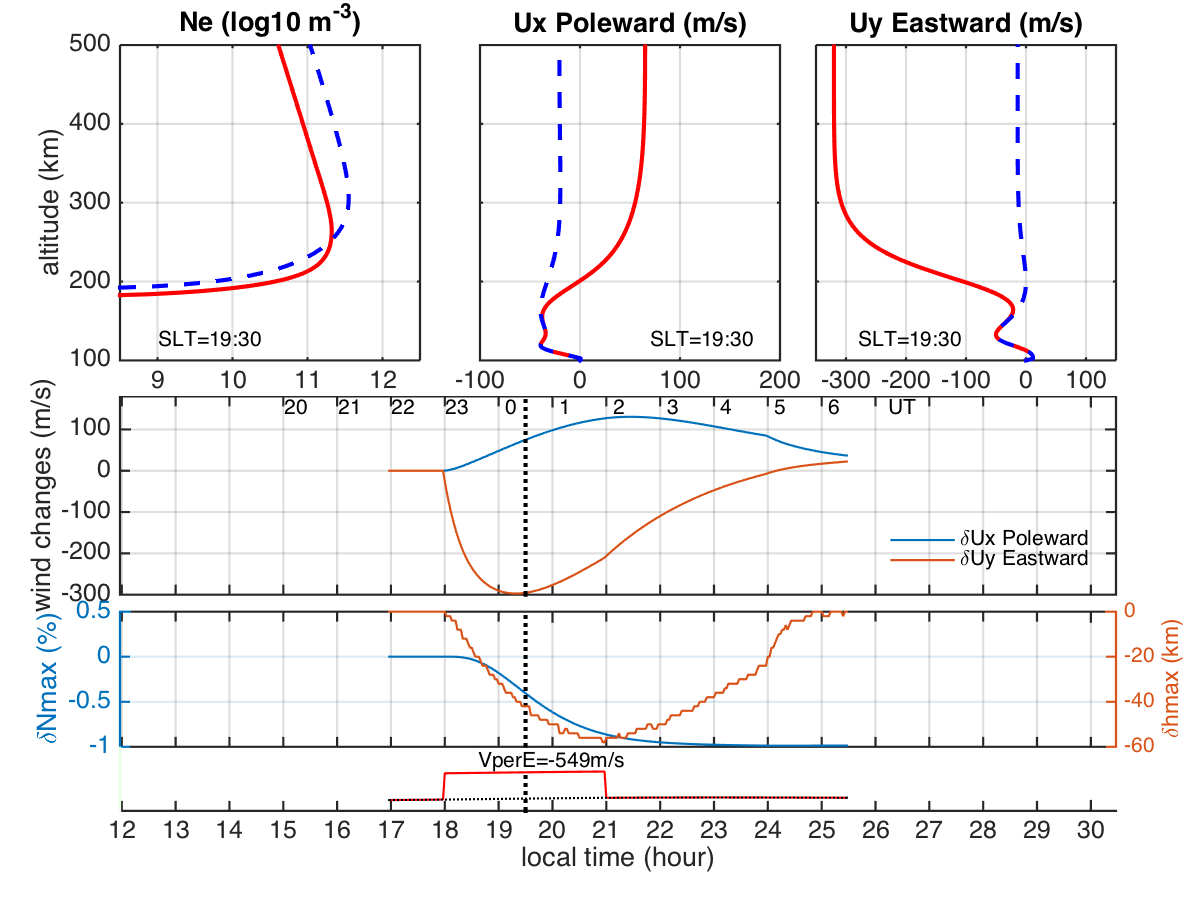 Ne (log10 m-3)
Ux Poleward (m/s)
Uy Eastward (m/s)
altitude (km)
500
400
300
200
100
SLT=19:30
SLT=19:30
SLT=19:30
9 10 11 12
-100 0 100 200
-300 -200 -100 0 100
wind changes (m/s)
20 21 22 23 0 1 2 3 4 5 6 UT
100
0
-100
-200
-300
δUx Poleward
δUy Eastward
δNmax (%)
0.5
0
-0.5
-1
0
-20
-40
-60
δhmax (km)
VperE=-549m/s
12 13 14 15 16 17 18 19 20 21 22 23 24 25 26 27 28 29 30
local time (hour)